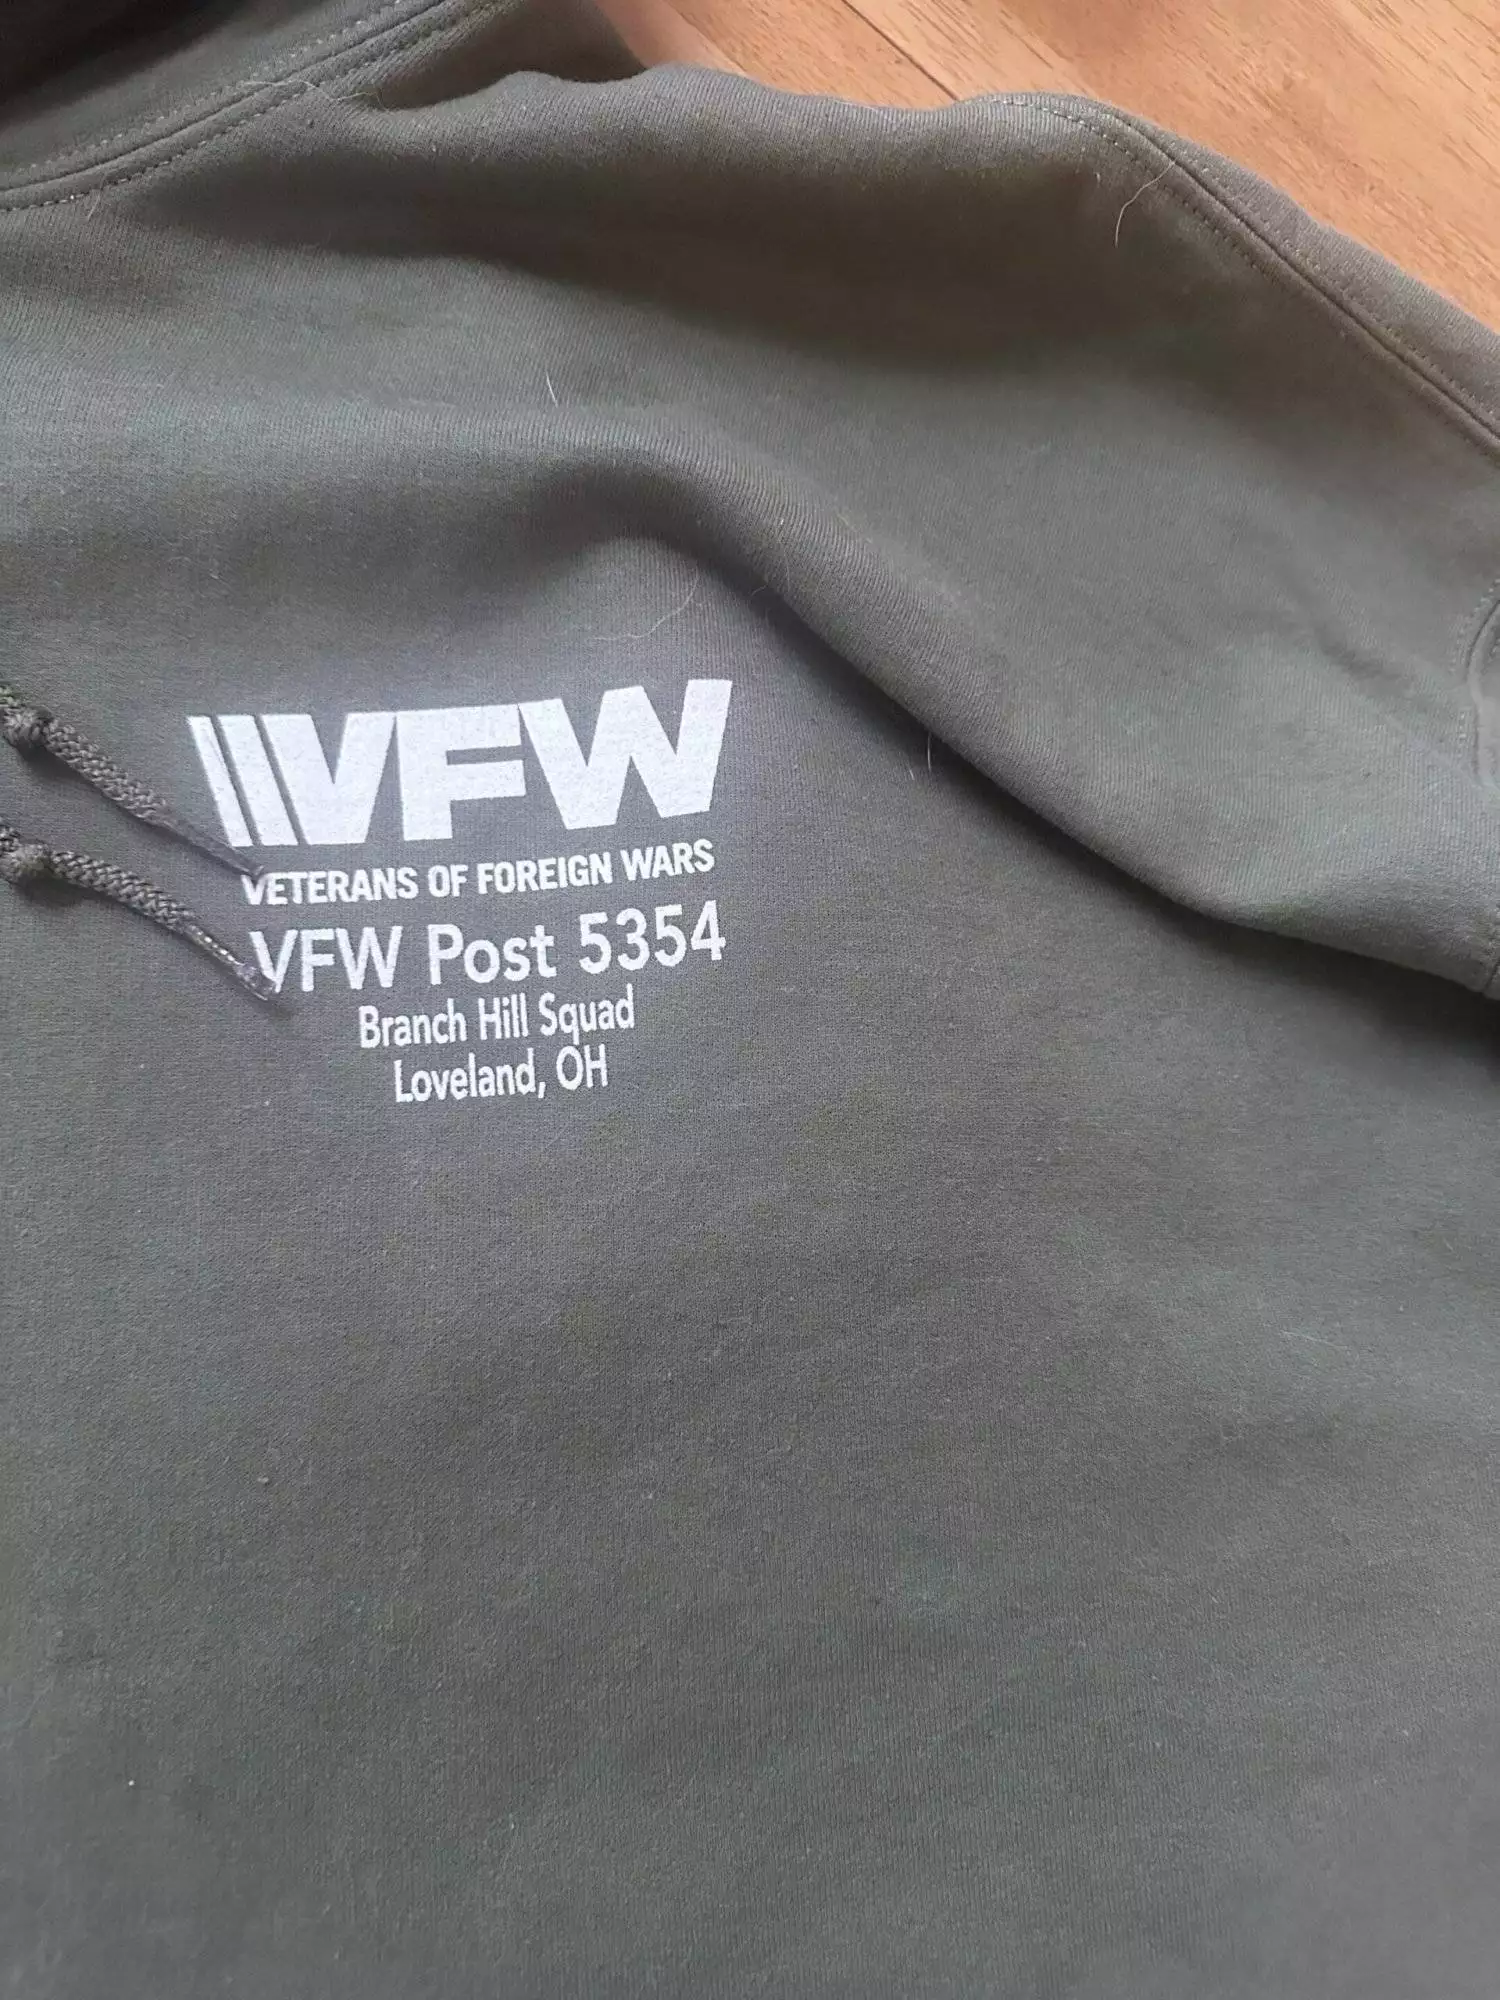 VFW
VETERANS OF FOREIGN WARS
VFW Post 5354
Branch Hill Squad
Loveland, OH